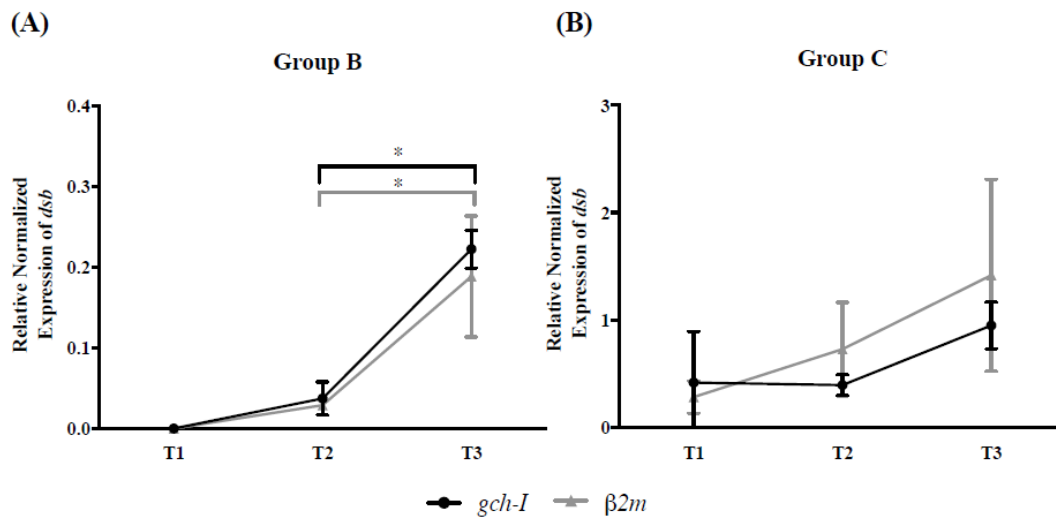 (A)
Group B
Relative Normalized
Expression of dsb
0.4
0.3
0.2
0.1
0.0
*
*
T1 T2 T3
(B)
Group C
Relative Normalized
Expression of dsb
3
2
1
0
T1 T2 T3
gch-I β2m